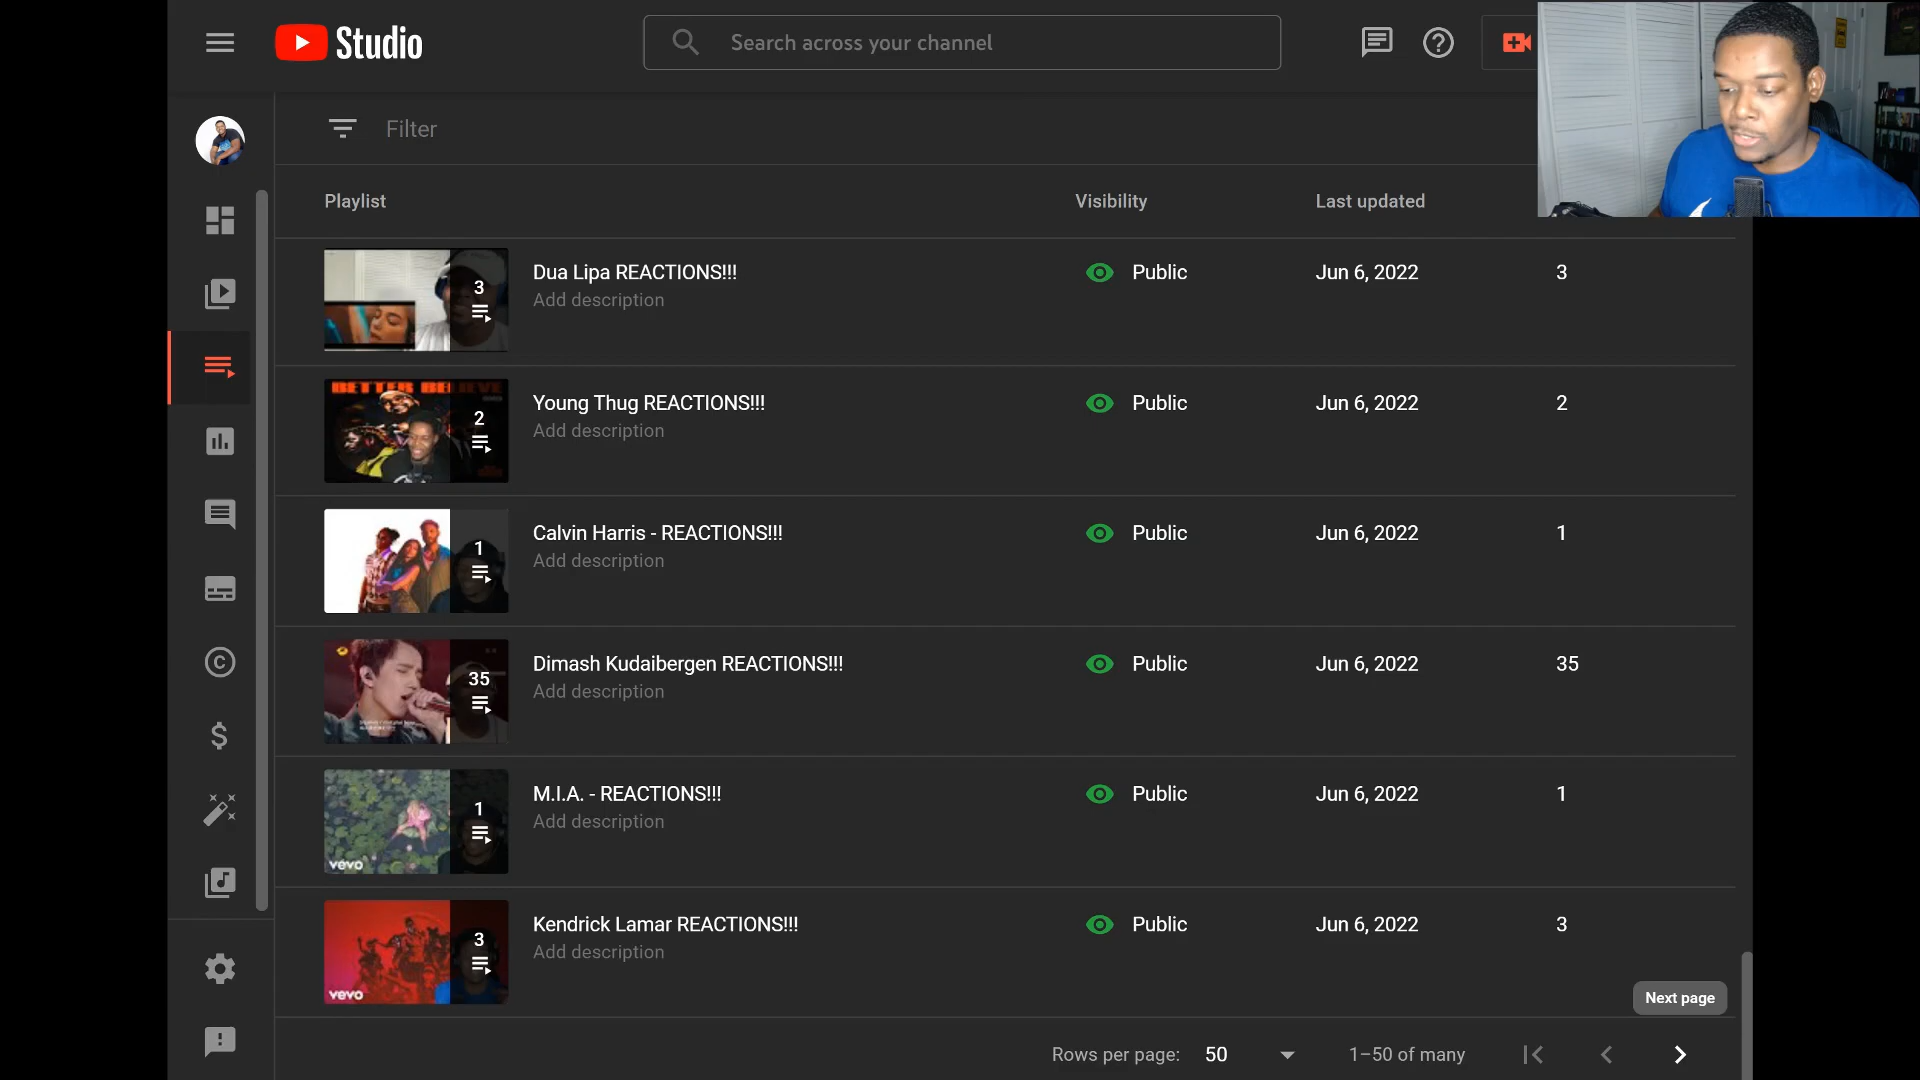 Studio
Search across your channel
Filter
Playlist Visibility Last updated
3
Dua Lipa REACTIONS!!! Public Jun 6, 2022 3
Add description
BETTER BELIEVE
2
Young Thug REACTIONS!!! Public Jun 6, 2022 2
Add description
1
Calvin Harris - REACTIONS!!! Public Jun 6, 2022 1
Add description
35
Dimash Kudaibergen REACTIONS!!! Public Jun 6, 2022 35
Add description
1
M.I.A. - REACTIONS!!! Public Jun 6, 2022 1
Add description
vevo
3
Kendrick Lamar REACTIONS!!! Public Jun 6, 2022 3
Add description
vevo
Next page
Rows per page: 50 1–50 of many